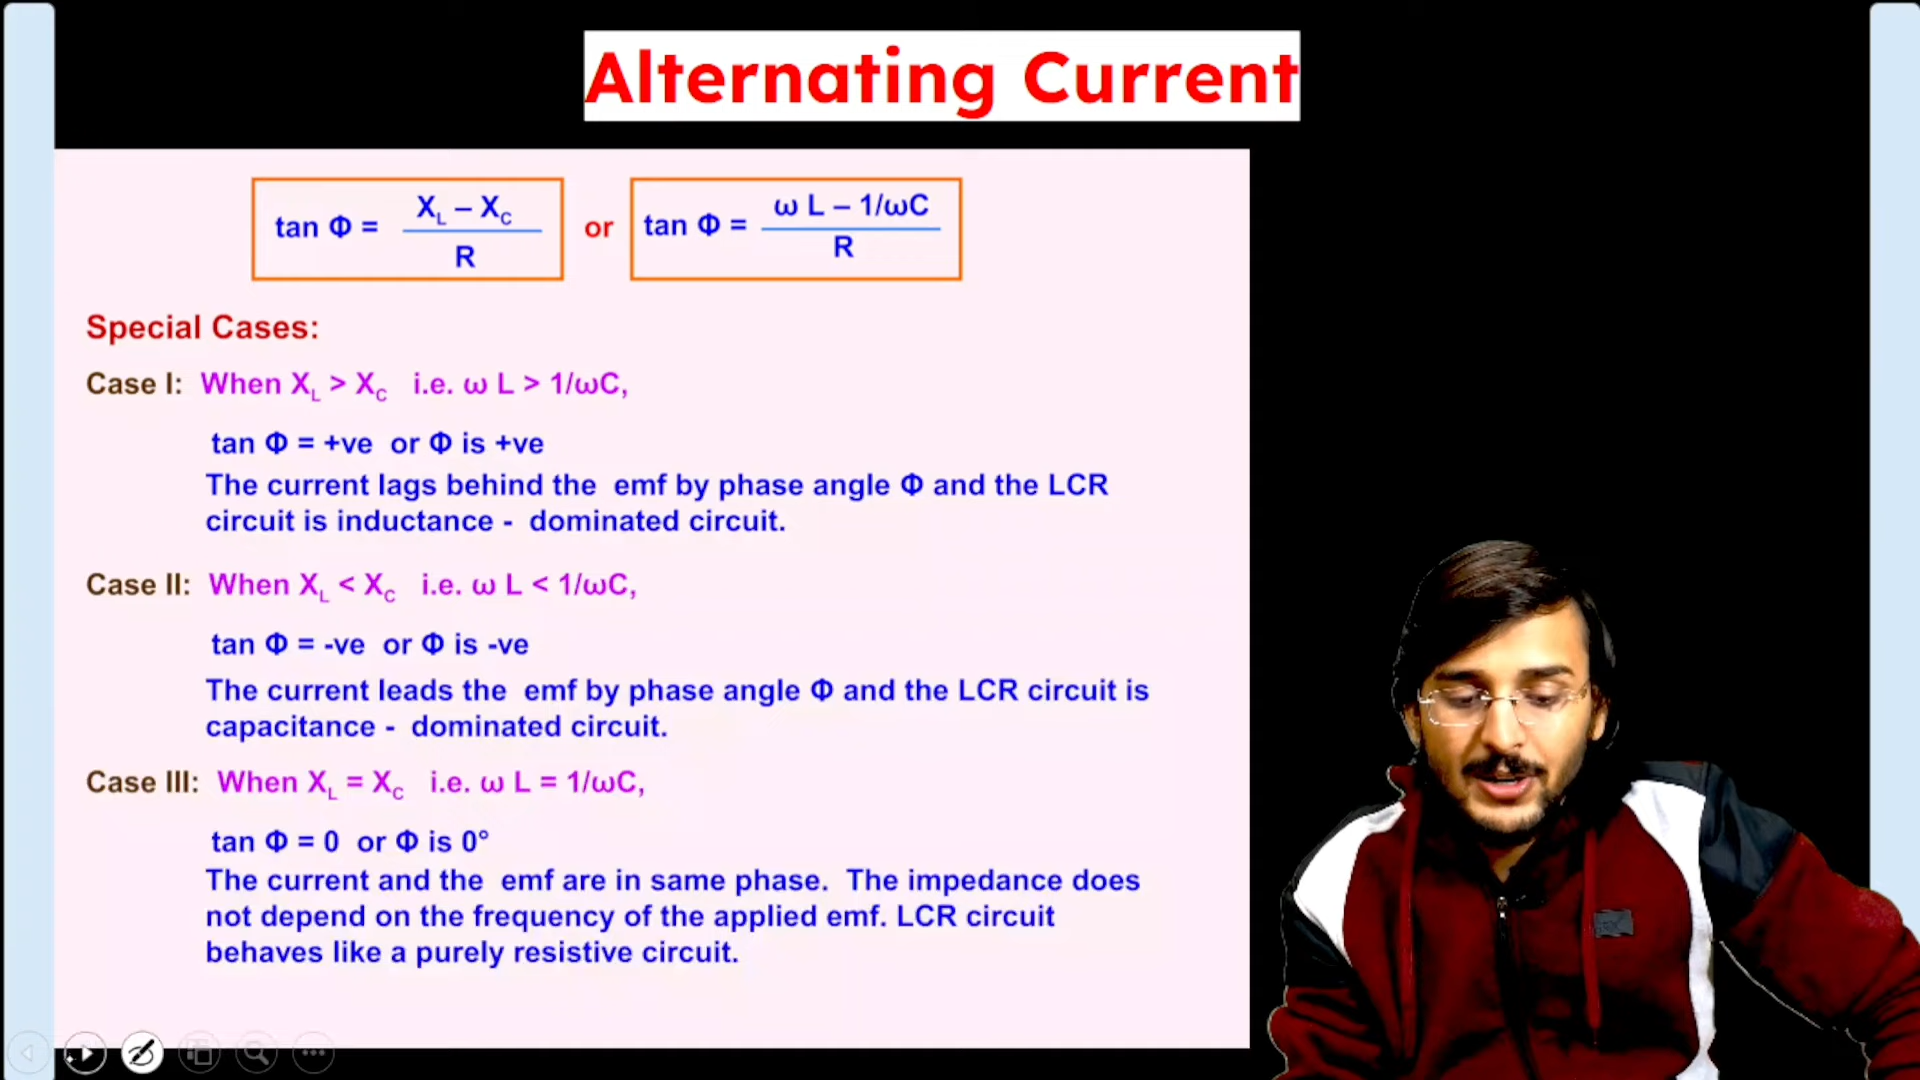 Alternating Current
tan Φ = X_L – X_C / R or tan Φ = ω L – 1/ωC / R
Special Cases:
Case I: When X_L > X_C i.e. ω L > 1/ωC,
tan Φ = +ve or Φ is +ve
The current lags behind the emf by phase angle Φ and the LCR
circuit is inductance - dominated circuit.
Case II: When X_L < X_C i.e. ω L < 1/ωC,
tan Φ = -ve or Φ is -ve
The current leads the emf by phase angle Φ and the LCR circuit is
capacitance - dominated circuit.
Case III: When X_L = X_C i.e. ω L = 1/ωC,
tan Φ = 0 or Φ is 0°
The current and the emf are in same phase. The impedance does
not depend on the frequency of the applied emf. LCR circuit
behaves like a purely resistive circuit.